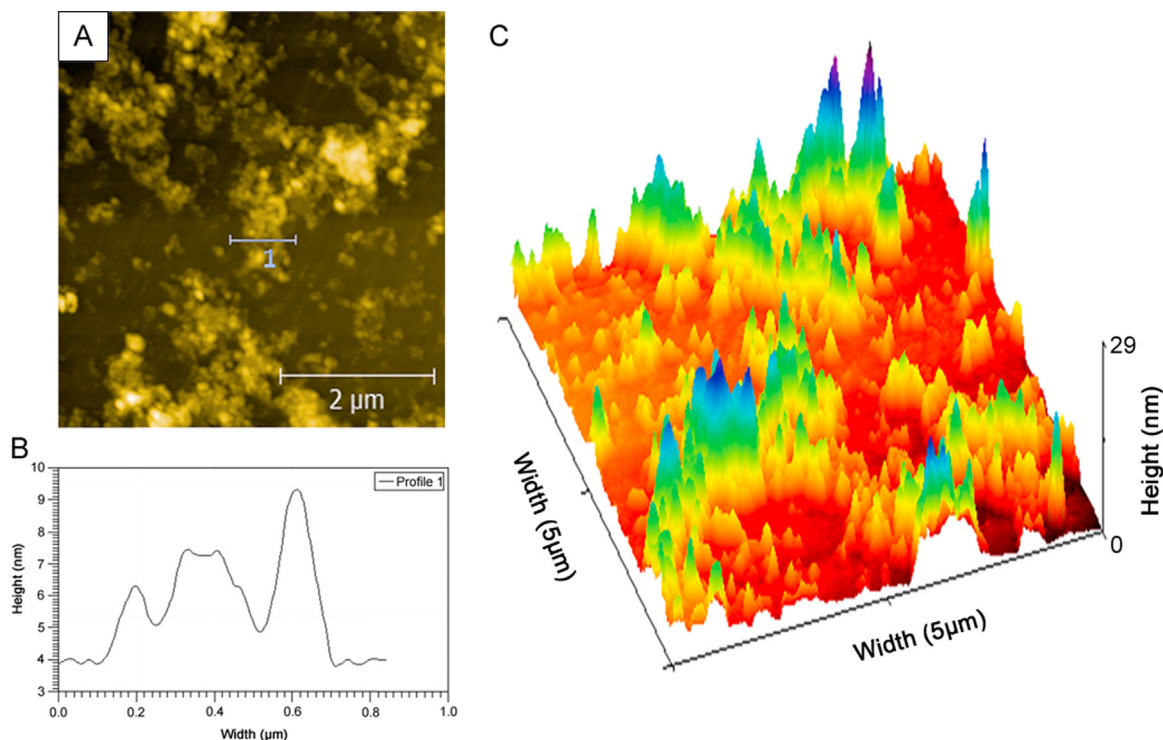 A
1
2 µm
B
10
9
8
7
6
5
4
3
Height (nm)
Profile 1
0.0
0.2
0.4
0.6
0.8
1.0
Width (µm)
C
Width (5µm)
Width (5µm)
29
0
Height (nm)